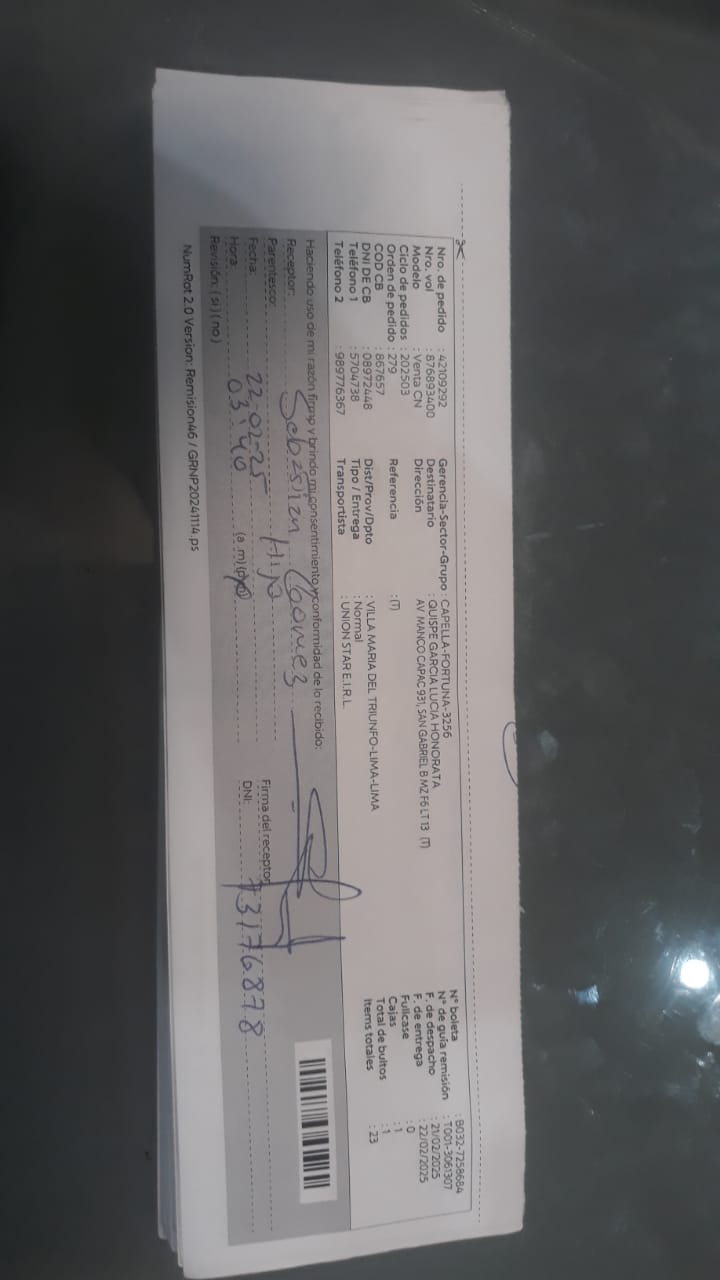 Nro. de pedido : 42109292
Nro. vol : 876893400
Modelo : Venta CN
Ciclo de pedidos : 202503
Orden de pedido : 279
COD CB : 867657
DNI DE CB : 08972448
Teléfono 1 : 5704738
Teléfono 2 : 989776367
Gerencia-Sector-Grupo : CAPELLA-FORTUNA-3256
Destinatario : QUISPE GARCIA LUCIA HONORATA
Dirección AV MANCO CAPAC 931, SAN GABRIEL B MZ F6 LT 13 (T)
Referencia : (T)
Dist/Prov/Dpto : VILLA MARIA DEL TRIUNFO-LIMA-LIMA
Tipo / Entrega : Normal
Transportista : UNION STAR E.I.R.L.
N° boleta : B032-7258684
N° de guía remisión : T001-3061307
F. de despacho : 21/02/2025
F. de entrega : 22/02/2025
Fullcase : 0
Cajas : 1
Total de bultos : 1
Items totales : 23
Haciendo uso de mi razón firmo y brindo mi consentimiento y conformidad de lo recibido:
Receptor: Sebastian Gomez
Parentesco: Hijo
Firma del receptor
Fecha: 22-02-25
DNI: 73176878
Hora: 03:40 (a .m) (pm)
Revisión: ( si ) ( no )
NumRot 2.0 Version: Remision46 / GRNP20241114.ps